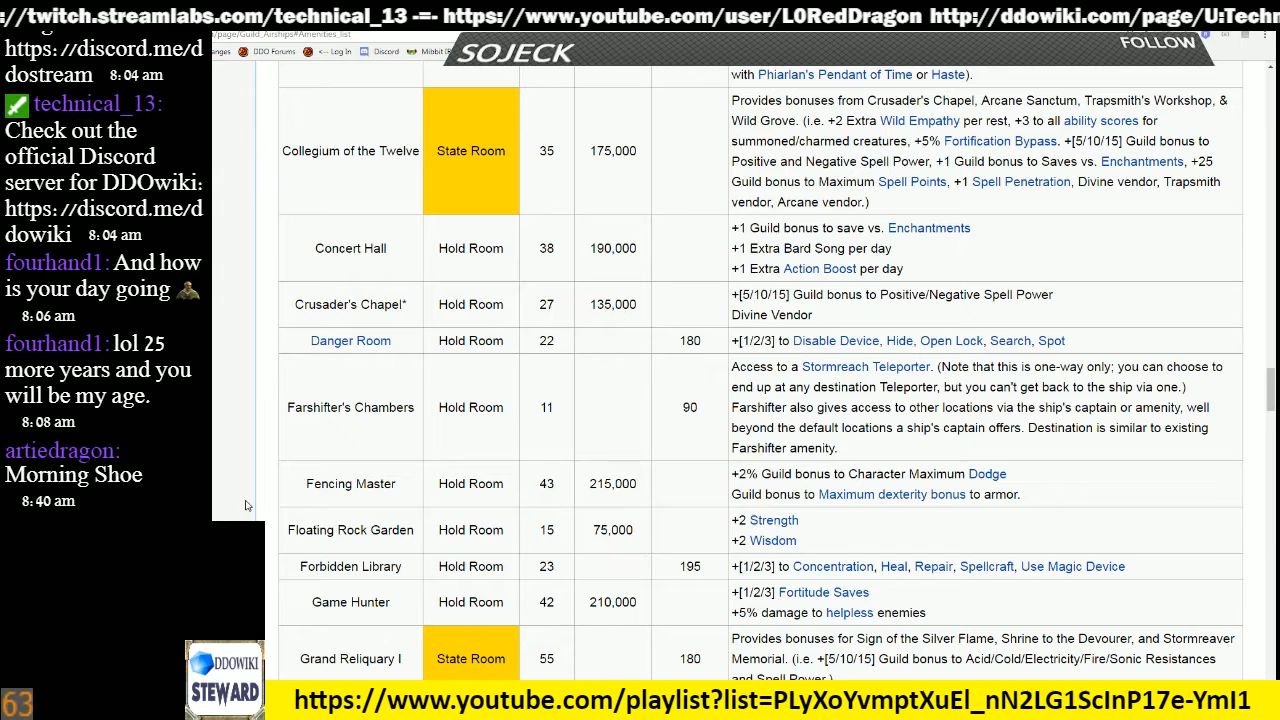 ://twitch.streamlabs.com/technical_13 -=- https://www.youtube.com/user/L0RedDragon http://ddowiki.com/page/U:Techn
/page/Guild_Airships#Amenities_list
DDO Forums
<- Log In
Discord
SOJECK
FOLLOW
https://discord.me/d
dostream 8:04 am
technical_13:
Check out the
official Discord
server for DDOwiki:
https://discord.me/d
dowiki 8:04 am
fourhand1: And how
is your day going
8:06 am
fourhand1: lol 25
more years and you
will be my age.
8:08 am
artiedragon:
Morning Shoe
8:40 am
with Phiarlan's Pendant of Time or Haste).
Collegium of the Twelve State Room 35 175,000
Provides bonuses from Crusader's Chapel, Arcane Sanctum, Trapsmith's Workshop, &
Wild Grove. (i.e. +2 Extra Wild Empathy per rest, +3 to all ability scores for
summoned/charmed creatures, +5% Fortification Bypass. +[5/10/15] Guild bonus to
Positive and Negative Spell Power, +1 Guild bonus to Saves vs. Enchantments, +25
Guild bonus to Maximum Spell Points, +1 Spell Penetration, Divine vendor, Trapsmith
vendor, Arcane vendor.)
Concert Hall Hold Room 38 190,000
+1 Guild bonus to save vs. Enchantments
+1 Extra Bard Song per day
+1 Extra Action Boost per day
Crusader's Chapel* Hold Room 27 135,000
+[5/10/15] Guild bonus to Positive/Negative Spell Power
Divine Vendor
Danger Room Hold Room 22 180 +[1/2/3] to Disable Device, Hide, Open Lock, Search, Spot
Farshifter's Chambers Hold Room 11 90
Access to a Stormreach Teleporter. (Note that this is one-way only; you can choose to
end up at any destination Teleporter, but you can't get back to the ship via one.)
Farshifter also gives access to other locations via the ship's captain or amenity, well
beyond the default locations a ship's captain offers. Destination is similar to existing
Farshifter amenity.
Fencing Master Hold Room 43 215,000
+2% Guild bonus to Character Maximum Dodge
Guild bonus to Maximum dexterity bonus to armor.
Floating Rock Garden Hold Room 15 75,000
+2 Strength
+2 Wisdom
Forbidden Library Hold Room 23 195 +[1/2/3] to Concentration, Heal, Repair, Spellcraft, Use Magic Device
Game Hunter Hold Room 42 210,000
+[1/2/3] Fortitude Saves
+5% damage to helpless enemies
Grand Reliquary I State Room 55 180
Provides bonuses for Sign of the Silver Flame, Shrine to the Devourer, and Stormreaver
Memorial. (i.e. +[5/10/15] Guild bonus to Acid/Cold/Electricity/Fire/Sonic Resistances
and Spell Power.)
DDOWIKI
STEWARD
63
https://www.youtube.com/playlist?list=PLyXoYvmptXuEl_nN2LG1ScInP17e-YmI1